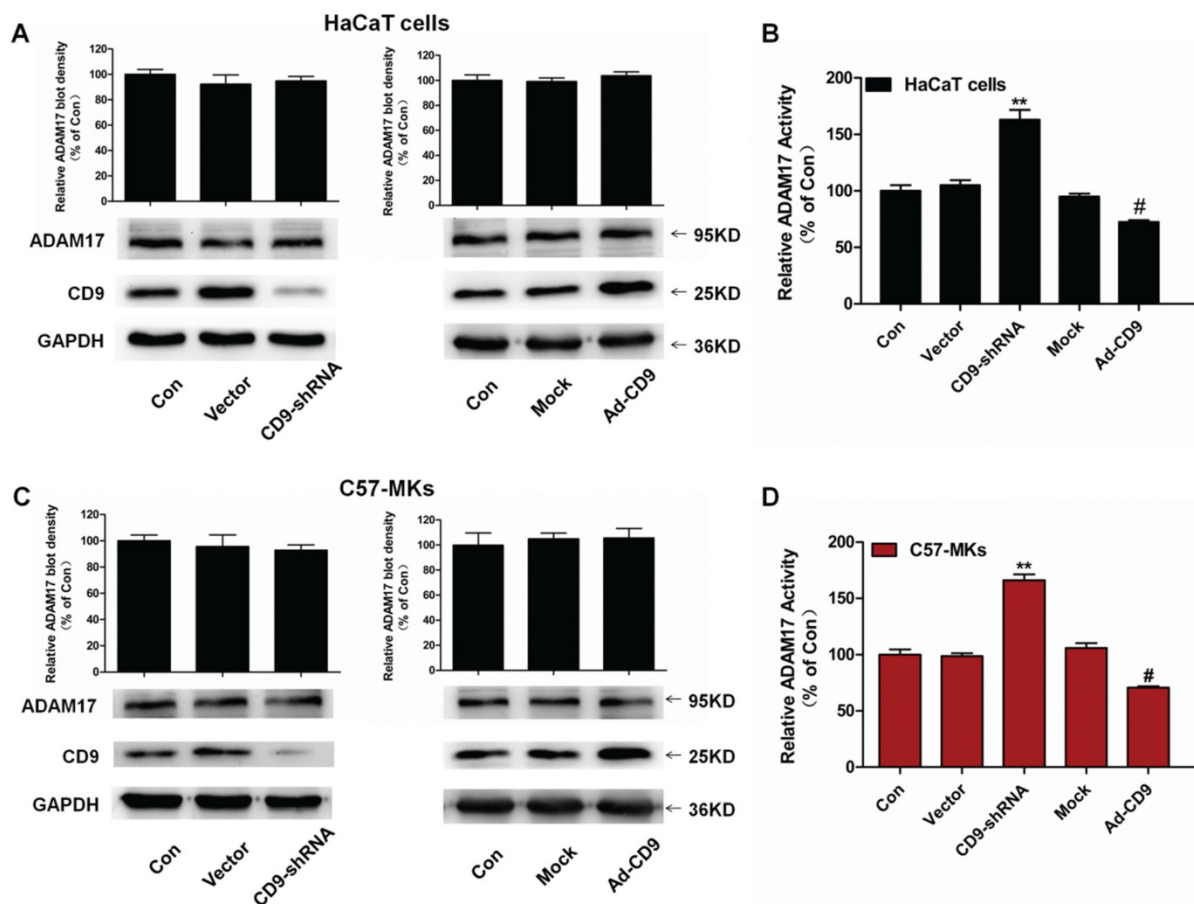 HaCaT cells
A
Relative ADAM17 blot density
(% of Con)
120
100
80
60
40
20
0
Relative ADAM17 blot density
(% of Con)
120
100
80
60
40
20
0
ADAM17
←95KD
CD9
←25KD
GAPDH
←36KD
Con
Vector
CD9-shRNA
Con
Mock
Ad-CD9
B
Relative ADAM17 Activity
(% of Con)
200
150
100
50
0
HaCaT cells
**
#
Con
Vector
CD9-shRNA
Mock
Ad-CD9
C57-MKs
C
Relative ADAM17 blot density
(% of Con)
120
100
80
60
40
20
0
Relative ADAM17 blot density
(% of Con)
120
100
80
60
40
20
0
ADAM17
←95KD
CD9
←25KD
GAPDH
←36KD
Con
Vector
CD9-shRNA
Con
Mock
Ad-CD9
D
Relative ADAM17 Activity
(% of Con)
200
150
100
50
0
C57-MKs
**
#
Con
Vector
CD9-shRNA
Mock
Ad-CD9